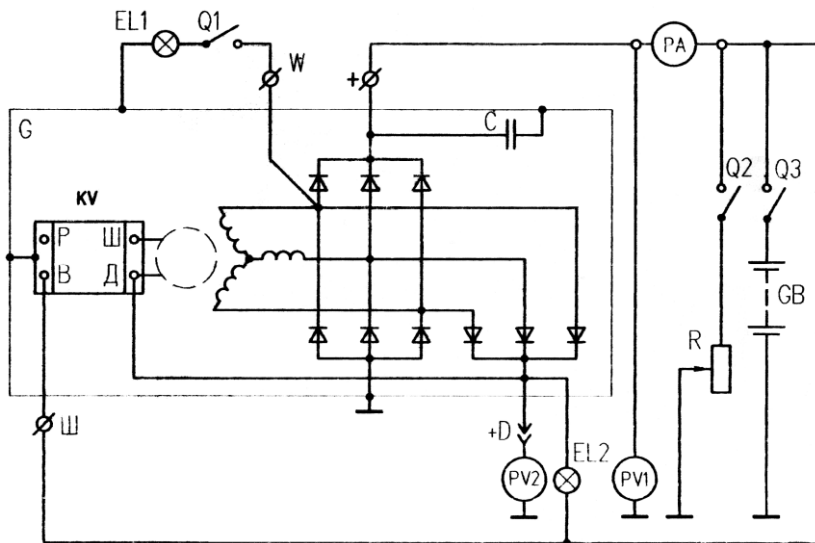 EL1
Q1
W
+
PA
G
C
KV
Q2
Q3
Р
Ш
В
Д
GB
R
Ш
+D
EL2
PV2
PV1